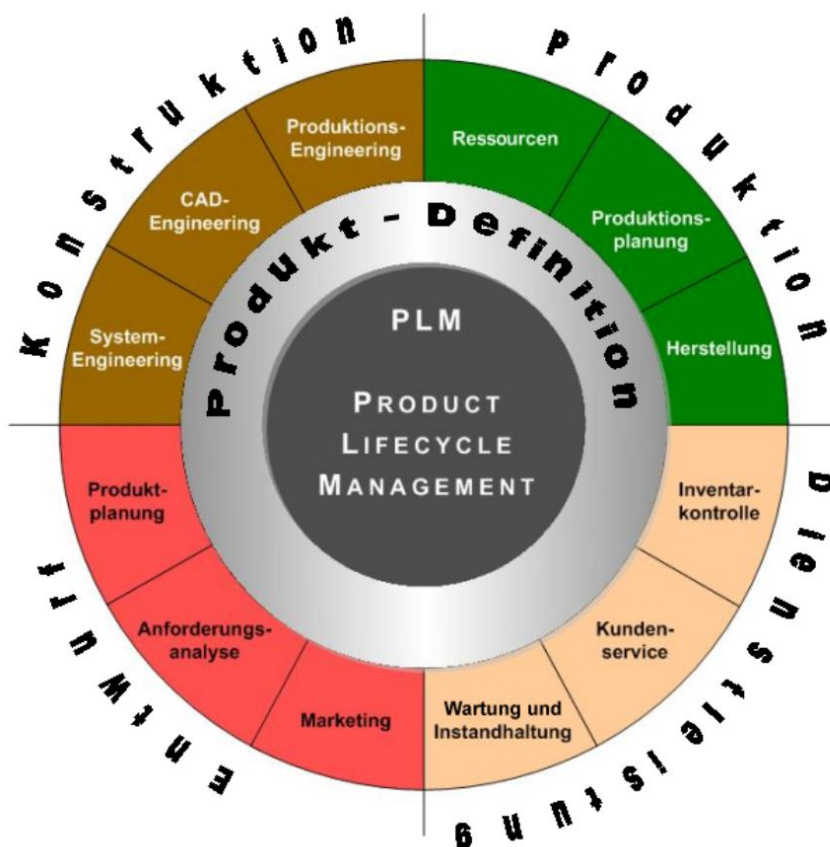 Konstruktion
Produktion
Produktions-
Engineering
Ressourcen
CAD-
Engineering
Produktions-
planung
System-
Engineering
Herstellung
Produkt - Definition
PLM
PRODUCT
LIFECYCLE
MANAGEMENT
Produkt-
planung
Inventar-
kontrolle
Anforderungs-
analyse
Kunden-
service
Marketing
Wartung und
Instandhaltung
Entwurf
Dienstleistung